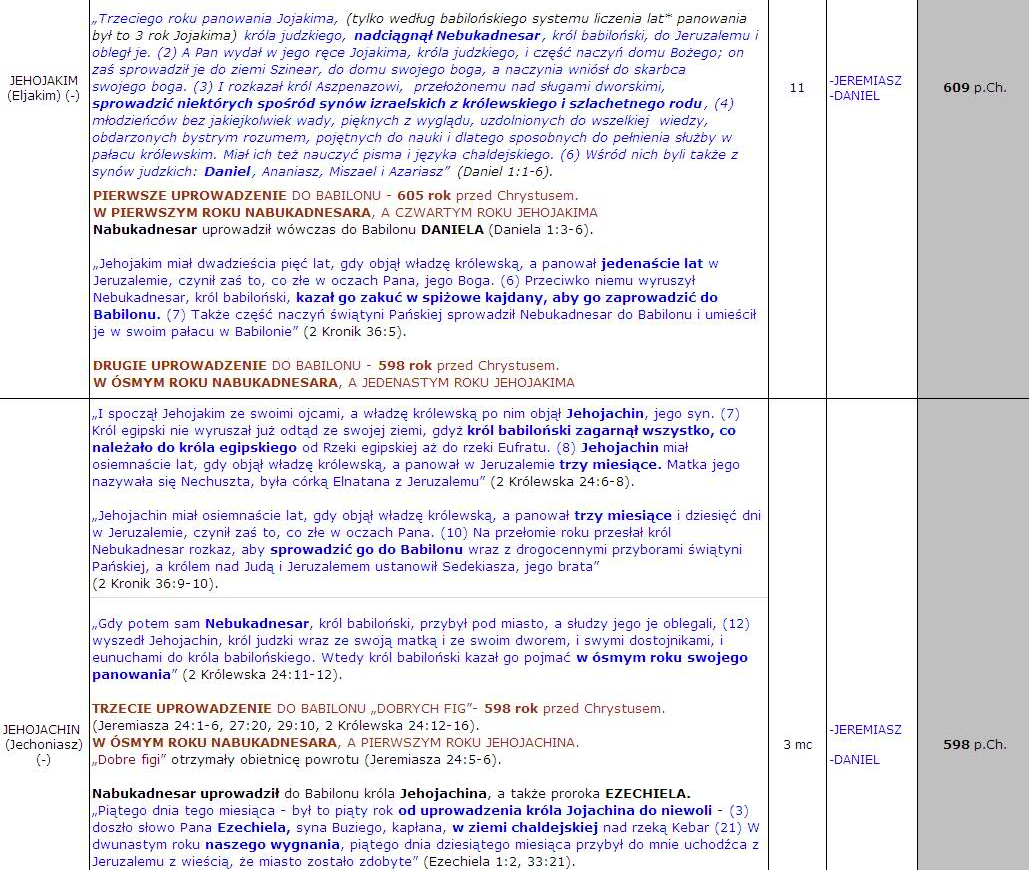 „Trzeciego roku panowania Jojakima, (tylko według babilońskiego systemu liczenia lat* panowania
był to 3 rok Jojakima) króla judzkiego, nadciągnął Nebukadnesar, król babiloński, do Jeruzalemu i
obległ je. (2) A Pan wydał w jego ręce Jojakima, króla judzkiego, i część naczyń domu Bożego; on
zaś sprowadził je do ziemi Szinear, do domu swojego boga, a naczynia wniósł do skarbca
swojego boga. (3) I rozkazał król Aszpenazowi, przełożonemu nad sługami dworskimi,
sprowadzić niektórych spośród synów izraelskich z królewskiego i szlachetnego rodu, (4)
młodzieńców bez jakiejkolwiek wady, pięknych z wyglądu, uzdolnionych do wszelkiej wiedzy,
obdarzonych bystrym rozumem, pojętnych do nauki i dlatego sposobnych do pełnienia służby w
pałacu królewskim. Miał ich też nauczyć pisma i języka chaldejskiego. (6) Wśród nich byli także z
synów judzkich: Daniel, Ananiasz, Miszael i Azariasz” (Daniel 1:1-6).
PIERWSZE UPROWADZENIE DO BABILONU - 605 rok przed Chrystusem.
W PIERWSZYM ROKU NABUKADNESARA, A CZWARTYM ROKU JEHOJAKIMA
Nabukadnesar uprowadził wówczas do Babilonu DANIELA (Daniela 1:3-6).
„Jehojakim miał dwadzieścia pięć lat, gdy objął władzę królewską, a panował jedenaście lat w
Jeruzalemie, czynił zaś to, co złe w oczach Pana, jego Boga. (6) Przeciwko niemu wyruszył
Nebukadnesar, król babiloński, kazał go zakuć w spiżowe kajdany, aby go zaprowadzić do
Babilonu. (7) Także część naczyń świątyni Pańskiej sprowadził Nebukadnesar do Babilonu i umieścił
je w swoim pałacu w Babilonie” (2 Kronik 36:5).
DRUGIE UPROWADZENIE DO BABILONU - 598 rok przed Chrystusem.
W ÓSMYM ROKU NABUKADNESARA, A JEDENASTYM ROKU JEHOJAKIMA
JEHOJAKIM
(Eljakim) (-)
11
-JEREMIASZ
-DANIEL
609 p.Ch.
„I spoczął Jehojakim ze swoimi ojcami, a władzę królewską po nim objął Jehojachin, jego syn. (7)
Król egipski nie wyruszał już odtąd ze swojej ziemi, gdyż król babiloński zagarnął wszystko, co
należało do króla egipskiego od Rzeki egipskiej aż do rzeki Eufratu. (8) Jehojachin miał
osiemnaście lat, gdy objął władzę królewską, a panował w Jeruzalemie trzy miesiące. Matka jego
nazywała się Nechuszta, była córką Elnatana z Jeruzalemu” (2 Królewska 24:6-8).
„Jehojachin miał osiemnaście lat, gdy objął władzę królewską, a panował trzy miesiące i dziesięć dni
w Jeruzalemie, czynił zaś to, co złe w oczach Pana. (10) Na przełomie roku przesłał król
Nebukadnesar rozkaz, aby sprowadzić go do Babilonu wraz z drogocennymi przyborami świątyni
Pańskiej, a królem nad Judą i Jeruzalemem ustanowił Sedekiasza, jego brata”
(2 Kronik 36:9-10).
„Gdy potem sam Nebukadnesar, król babiloński, przybył pod miasto, a słudzy jego je oblegali, (12)
wyszedł Jehojachin, król judzki wraz ze swoją matką i ze swoim dworem, i swymi dostojnikami, i
eunuchami do króla babilońskiego. Wtedy król babiloński kazał go pojmać w ósmym roku swojego
panowania” (2 Królewska 24:11-12).
TRZECIE UPROWADZENIE DO BABILONU „DOBRYCH FIG”- 598 rok przed Chrystusem.
(Jeremiasza 24:1-6, 27:20, 29:10, 2 Królewska 24:12-16).
W ÓSMYM ROKU NABUKADNESARA, A PIERWSZYM ROKU JEHOJACHINA.
„Dobre figi” otrzymały obietnicę powrotu (Jeremiasza 24:5-6).
Nabukadnesar uprowadził do Babilonu króla Jehojachina, a także proroka EZECHIELA.
„Piątego dnia tego miesiąca - był to piąty rok od uprowadzenia króla Jojachina do niewoli - (3)
doszło słowo Pana Ezechiela, syna Buziego, kapłana, w ziemi chaldejskiej nad rzeką Kebar (21) W
dwunastym roku naszego wygnania, piątego dnia dziesiątego miesiąca przybył do mnie uchodźca z
Jeruzalemu z wieścią, że miasto zostało zdobyte” (Ezechiela 1:2, 33:21).
JEHOJACHIN
(Jechoniasz)
(-)
3 mc
-JEREMIASZ
-DANIEL
598 p.Ch.